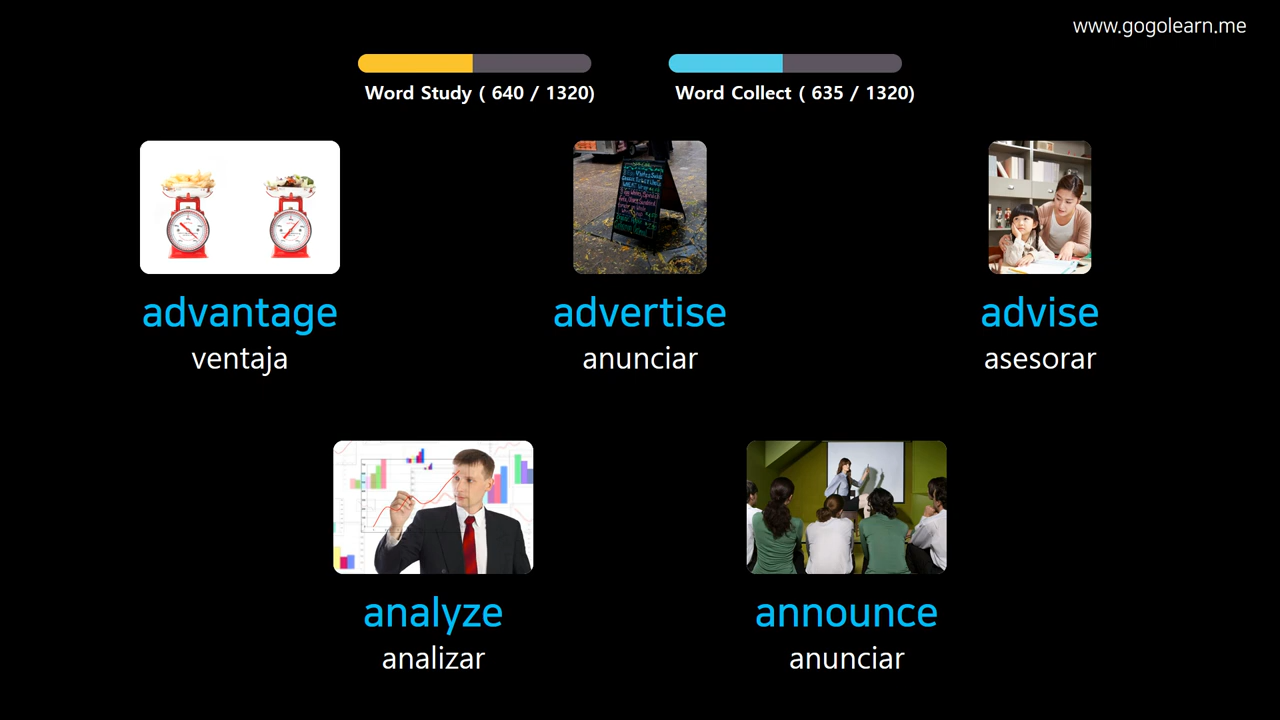 www.gogolearn.me
Word Study ( 640 / 1320)
Word Collect ( 635 / 1320)
advantage
ventaja
advertise
anunciar
advise
asesorar
analyze
analizar
announce
anunciar